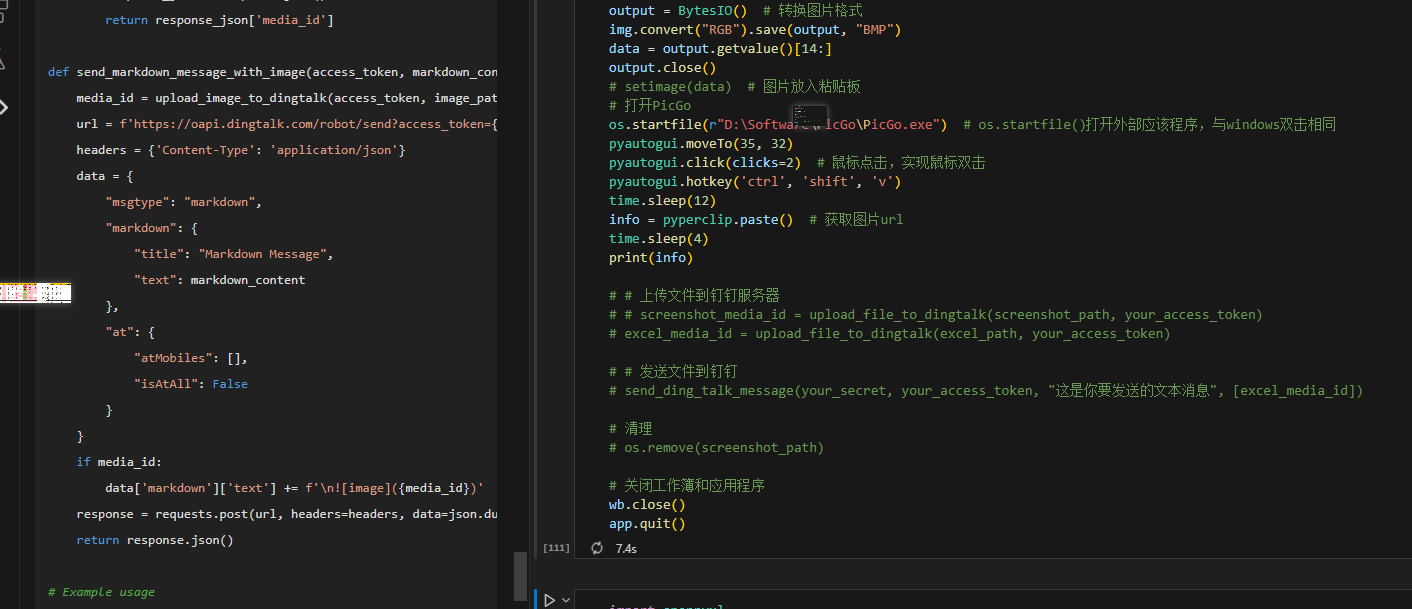 return response_json['media_id']
def send_markdown_message_with_image(access_token, markdown_con
media_id = upload_image_to_dingtalk(access_token, image_pat
url = f'https://oapi.dingtalk.com/robot/send?access_token={
headers = {'Content-Type': 'application/json'}
data = {
"msgtype": "markdown",
"markdown": {
"title": "Markdown Message",
"text": markdown_content
},
"at": {
"atMobiles": [],
"isAtAll": False
}
}
if media_id:
data['markdown']['text'] += f'\n![image]({media_id})'
response = requests.post(url, headers=headers, data=json.du
return response.json()
# Example usage
output = BytesIO()  # 转换图片格式
img.convert("RGB").save(output, "BMP")
data = output.getvalue()[14:]
output.close()
# setimage(data)  # 图片放入粘贴板
# 打开PicGo
os.startfile(r"D:\Software\PicGo\PicGo.exe")  # os.startfile()打开外部应该程序，与windows双击相同
pyautogui.moveTo(35, 32)
pyautogui.click(clicks=2)  # 鼠标点击，实现鼠标双击
pyautogui.hotkey('ctrl', 'shift', 'v')
time.sleep(12)
info = pyperclip.paste()  # 获取图片url
time.sleep(4)
print(info)
# # 上传文件到钉钉服务器
# # screenshot_media_id = upload_file_to_dingtalk(screenshot_path, your_access_token)
# excel_media_id = upload_file_to_dingtalk(excel_path, your_access_token)
# # 发送文件到钉钉
# send_ding_talk_message(your_secret, your_access_token, "这是你要发送的文本消息", [excel_media_id])
# 清理
# os.remove(screenshot_path)
# 关闭工作簿和应用程序
wb.close()
app.quit()
[111] 7.4s